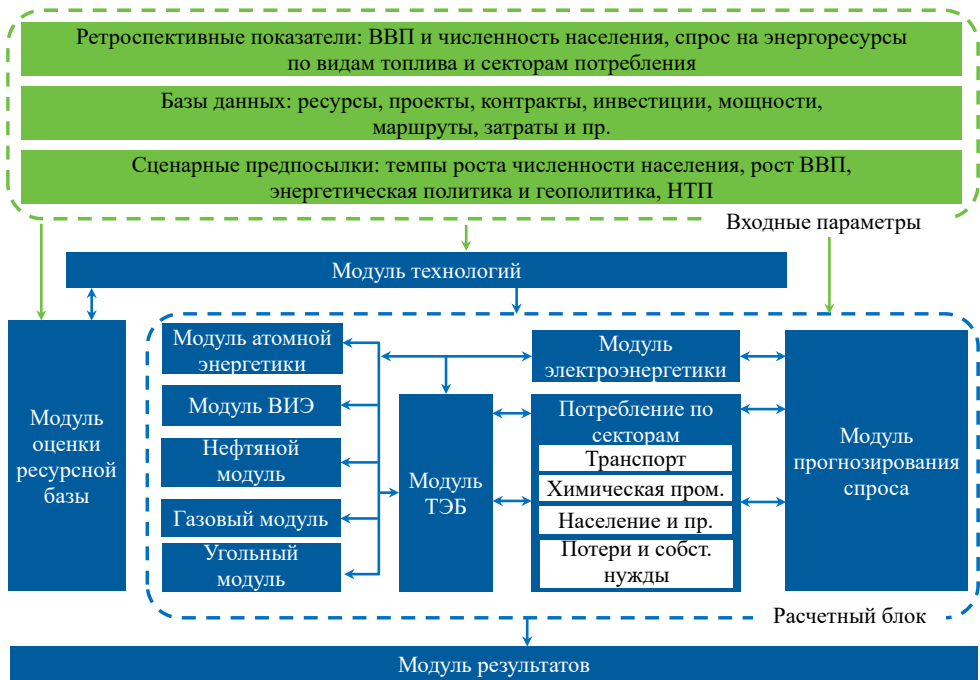 Ретроспективные показатели: ВВП и численность населения, спрос на энергоресурсы
по видам топлива и секторам потребления
Базы данных: ресурсы, проекты, контракты, инвестиции, мощности,
маршруты, затраты и пр.
Сценарные предпосылки: темпы роста численности населения, рост ВВП,
энергетическая политика и геополитика, НТП
Входные параметры
Модуль технологий
Модуль
оценки
ресурсной
базы
Модуль атомной
энергетики
Модуль ВИЭ
Нефтяной
модуль
Газовый модуль
Угольный
модуль
Модуль
ТЭБ
Модуль
электроэнергетики
Потребление по
секторам
Транспорт
Химическая пром.
Население и пр.
Потери и собст.
нужды
Модуль
прогнозирования
спроса
Расчетный блок
Модуль результатов